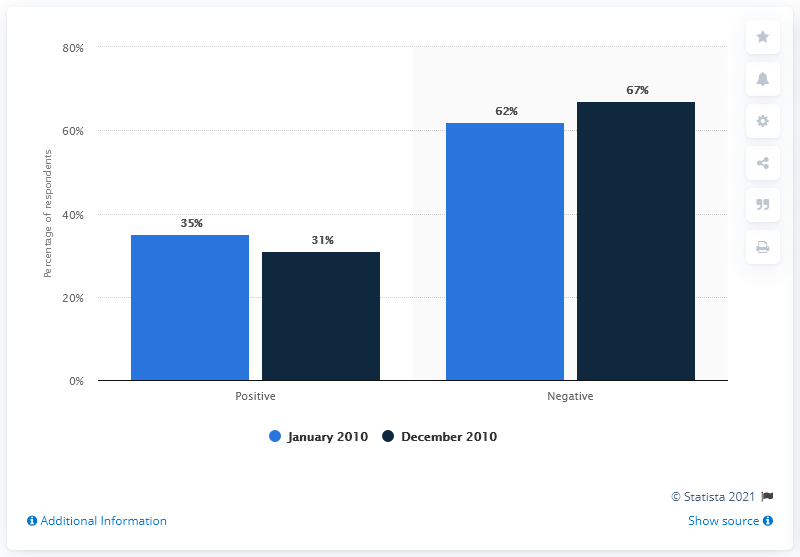 80%
60%
40%
20%
0%
Percentage of respondents
35%
31%
62%
67%
Positive
Negative
January 2010
December 2010
© Statista 2021
Additional Information
Show source